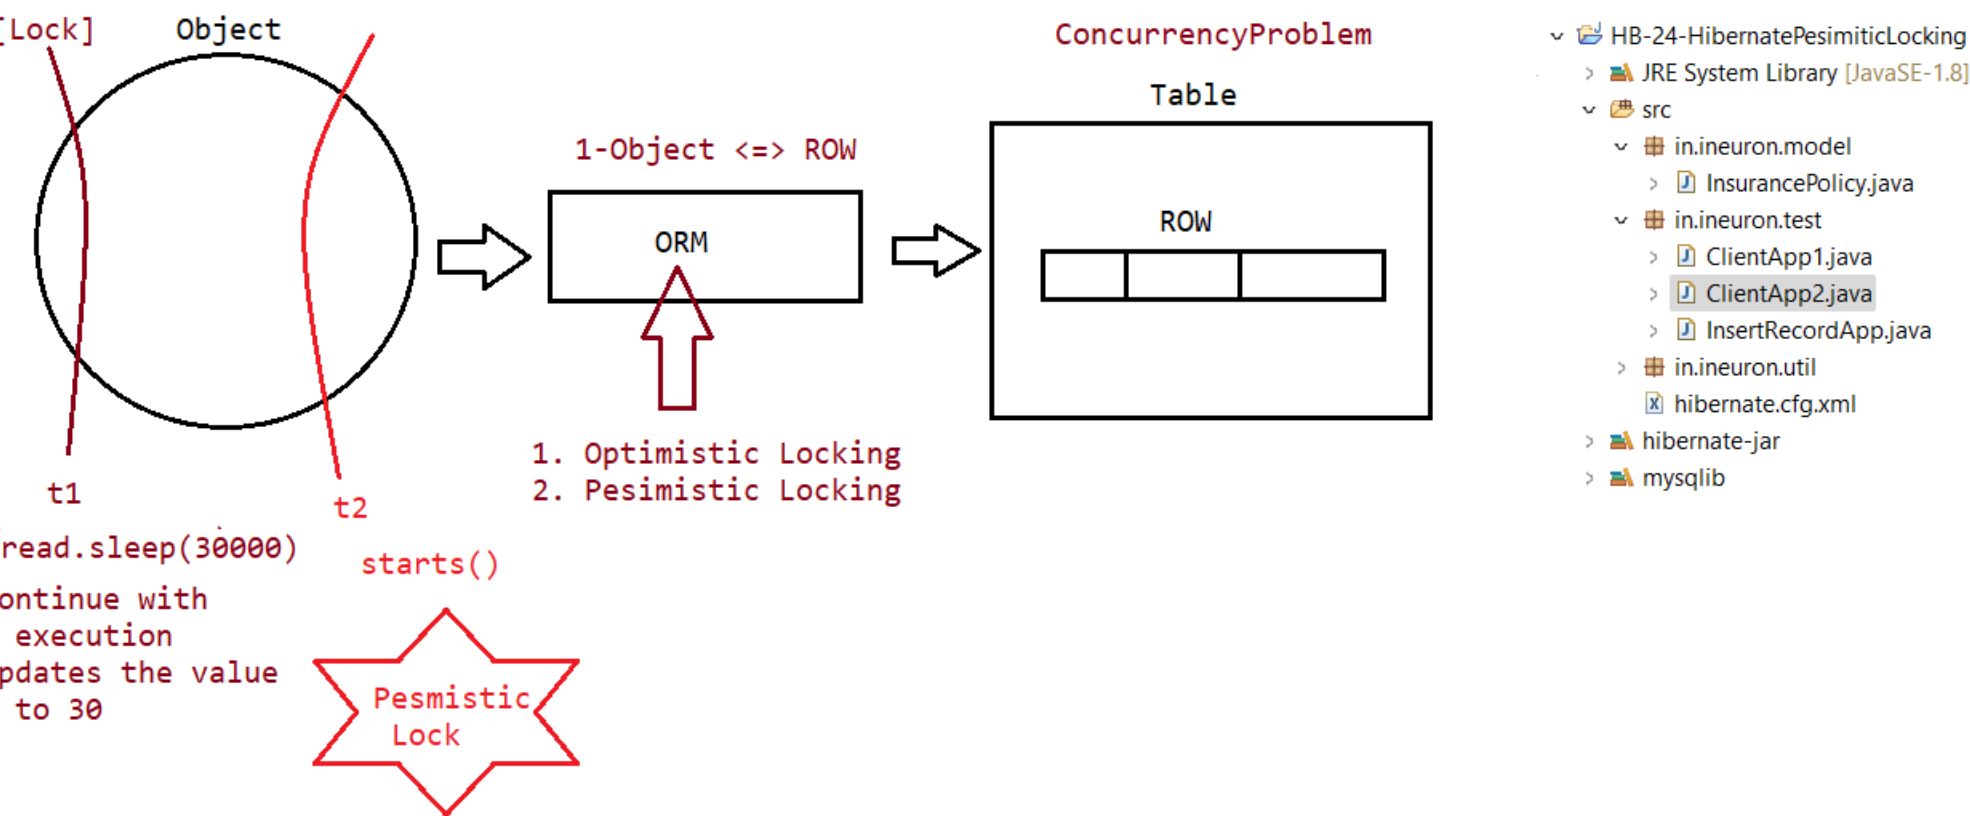 [Lock]
Object
ConcurrencyProblem
Table
1-Object <=> ROW
ORM
ROW
1. Optimistic Locking
2. Pesimistic Locking
t1
t2
read.sleep(30000)
starts()
ontinue with
execution
pdates the value
to 30
Pesmistic
Lock
HB-24-HibernatePesimiticLocking
JRE System Library [JavaSE-1.8]
src
in.ineuron.model
InsurancePolicy.java
in.ineuron.test
ClientApp1.java
ClientApp2.java
InsertRecordApp.java
in.ineuron.util
hibernate.cfg.xml
hibernate-jar
mysqlib